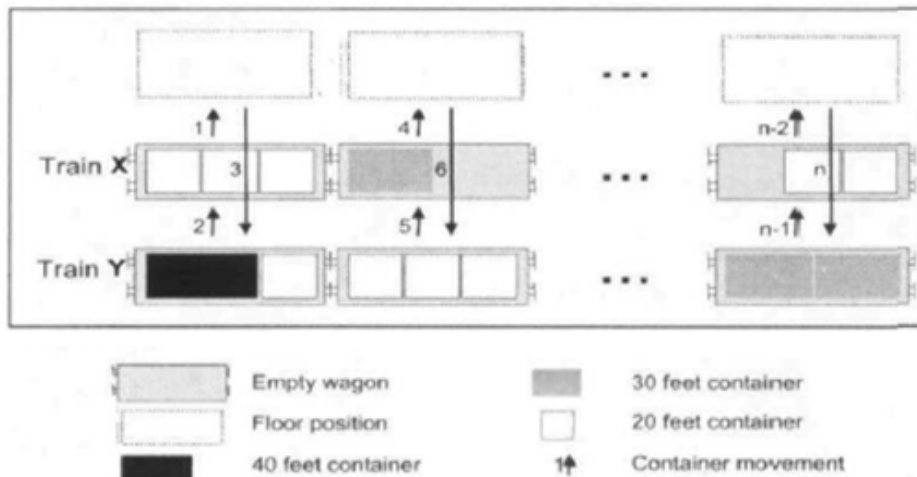 ...
1 4 n-2
Train X 3 6 ... n
2 5 n-1
Train Y ...
Empty wagon 30 feet container
Floor position 20 feet container
40 feet container 1 Container movement